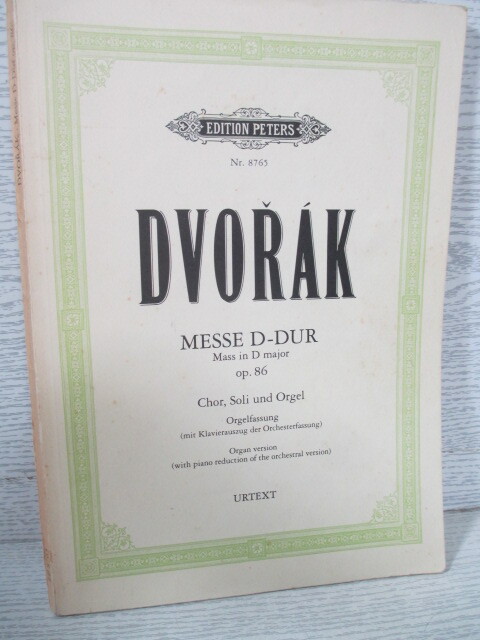 EDITION PETERS
Nr. 8765
DVOŘÁK
MESSE D-DUR
Mass in D major
op. 86
Chor, Soli und Orgel
Orgelfassung
(mit Klavierauszug der Orchesterfassung)
Organ version
(with piano reduction of the orchestral version)
URTEXT